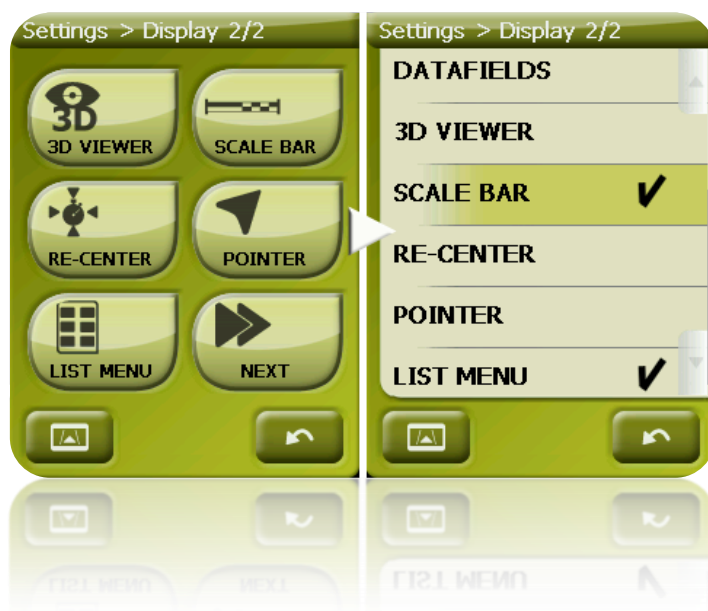 Settings > Display 2/2
3D
3D VIEWER
SCALE BAR
RE-CENTER
POINTER
LIST MENU
NEXT
Settings > Display 2/2
DATAFIELDS
3D VIEWER
SCALE BAR
RE-CENTER
POINTER
LIST MENU